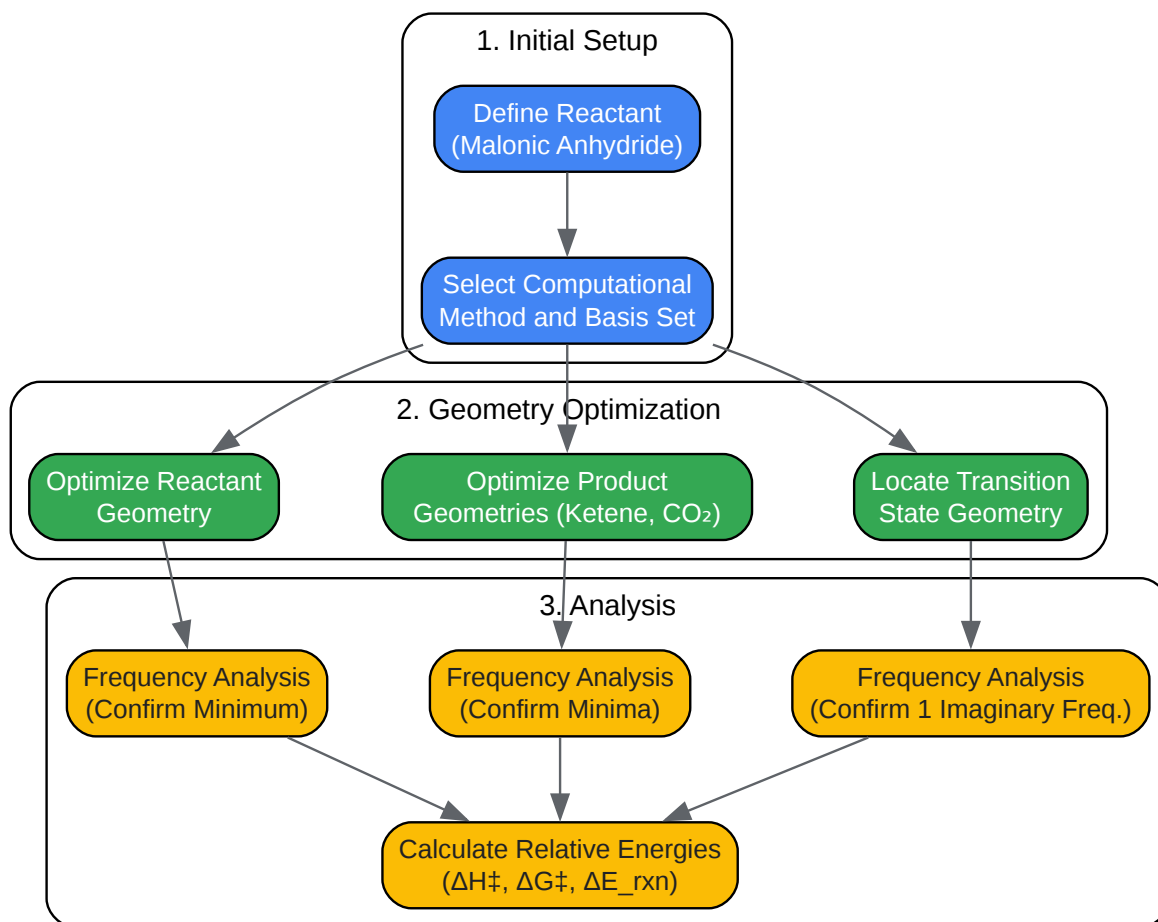 1. Initial Setup
Define Reactant
(Malonic Anhydride)
Select Computational
Method and Basis Set
2. Geometry Optimization
Optimize Reactant
Geometry
Optimize Product
Geometries (Ketene, CO₂)
Locate Transition
State Geometry
3. Analysis
Frequency Analysis
(Confirm Minimum)
Frequency Analysis
(Confirm Minima)
Frequency Analysis
(Confirm 1 Imaginary Freq.)
Calculate Relative Energies
(ΔH‡, ΔG‡, ΔE_rxn)